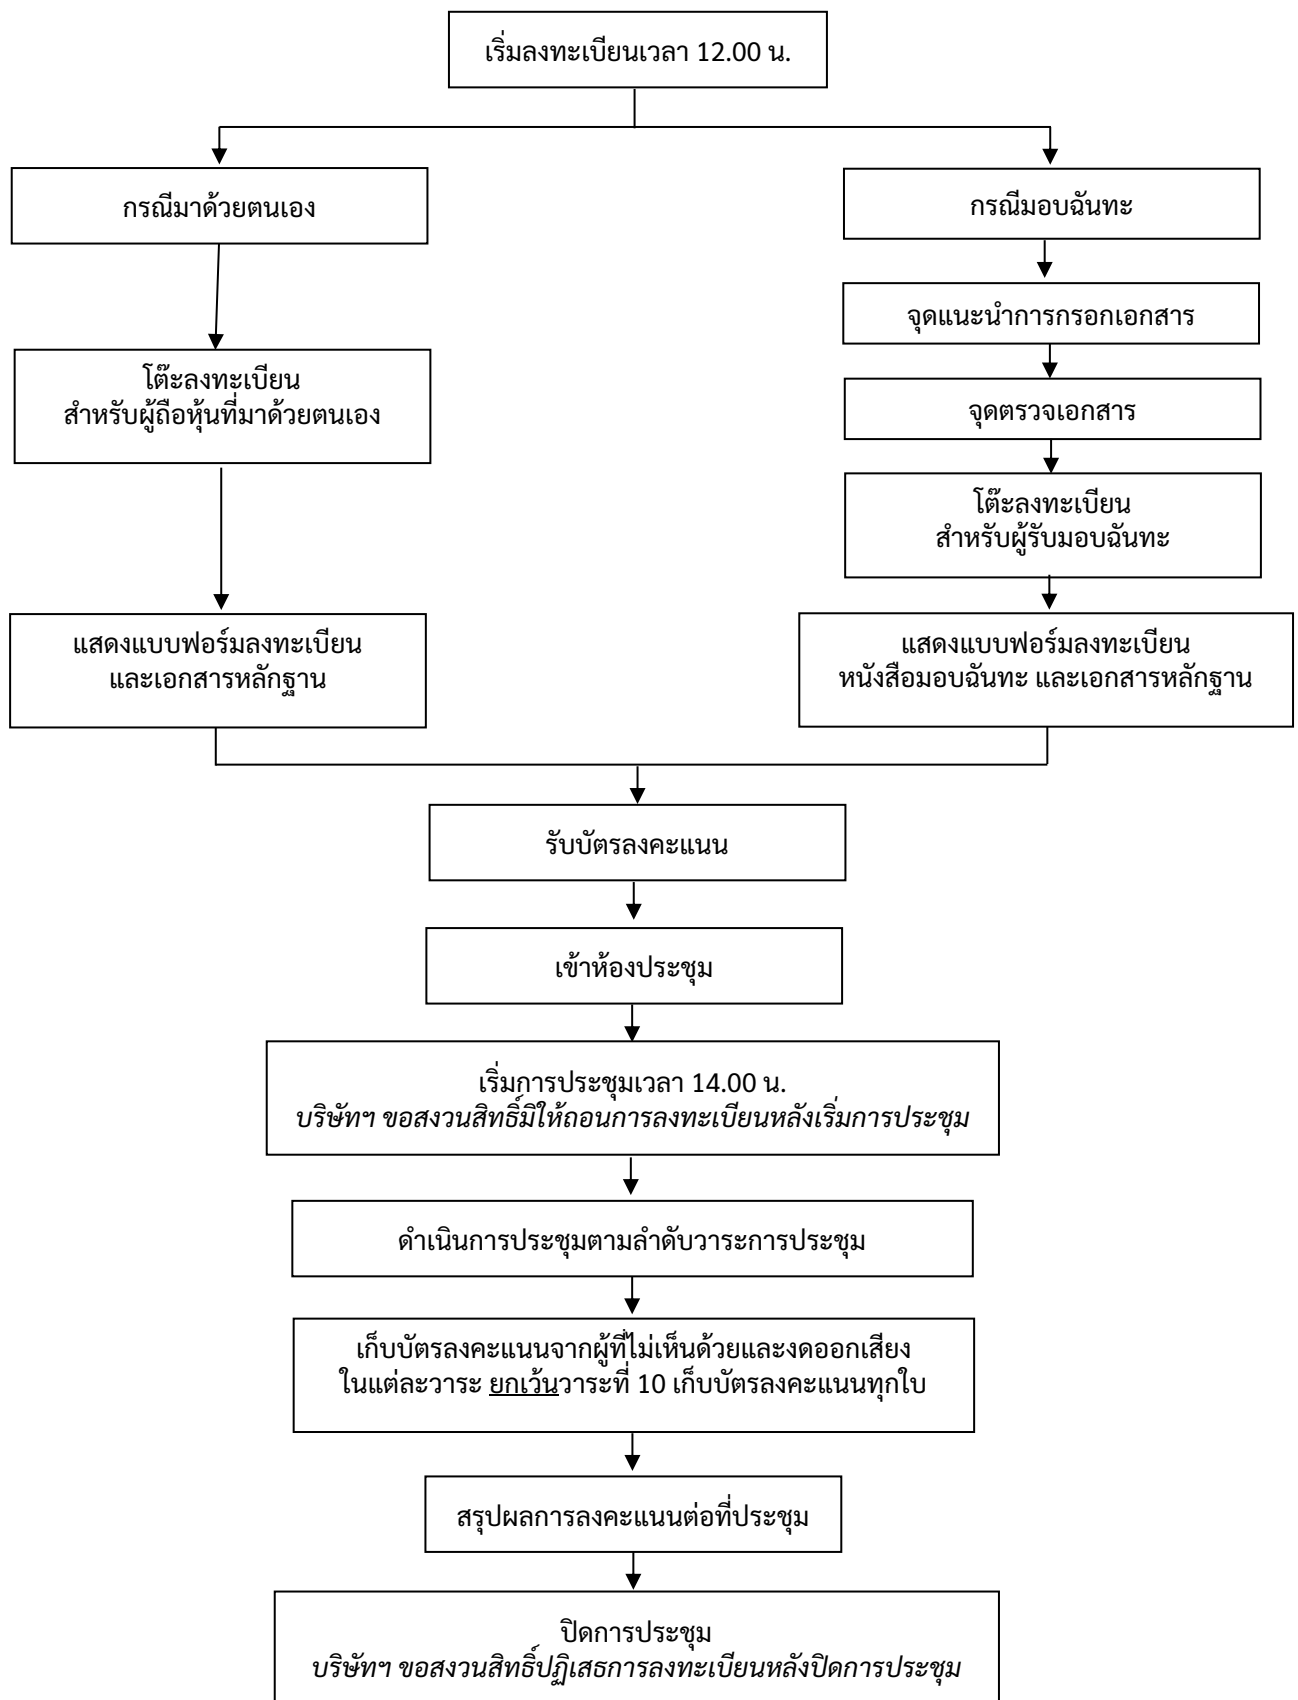 เริ่มลงทะเบียนเวลา 12.00 น.
กรณีมาด้วยตนเอง
กรณีมอบฉันทะ
จุดแนะนำการกรอกเอกสาร
โต๊ะลงทะเบียน
สำหรับผู้ถือหุ้นที่มาด้วยตนเอง
จุดตรวจเอกสาร
โต๊ะลงทะเบียน
สำหรับผู้รับมอบฉันทะ
แสดงแบบฟอร์มลงทะเบียน
และเอกสารหลักฐาน
แสดงแบบฟอร์มลงทะเบียน
หนังสือมอบฉันทะ และเอกสารหลักฐาน
รับบัตรลงคะแนน
เข้าห้องประชุม
เริ่มการประชุมเวลา 14.00 น.
บริษัทฯ ขอสงวนสิทธิ์มิให้ถอนการลงทะเบียนหลังเริ่มการประชุม
ดำเนินการประชุมตามลำดับวาระการประชุม
เก็บบัตรลงคะแนนจากผู้ที่ไม่เห็นด้วยและงดออกเสียง
ในแต่ละวาระ ยกเว้นวาระที่ 10 เก็บบัตรลงคะแนนทุกใบ
สรุปผลการลงคะแนนต่อที่ประชุม
ปิดการประชุม
บริษัทฯ ขอสงวนสิทธิ์ปฏิเสธการลงทะเบียนหลังปิดการประชุม